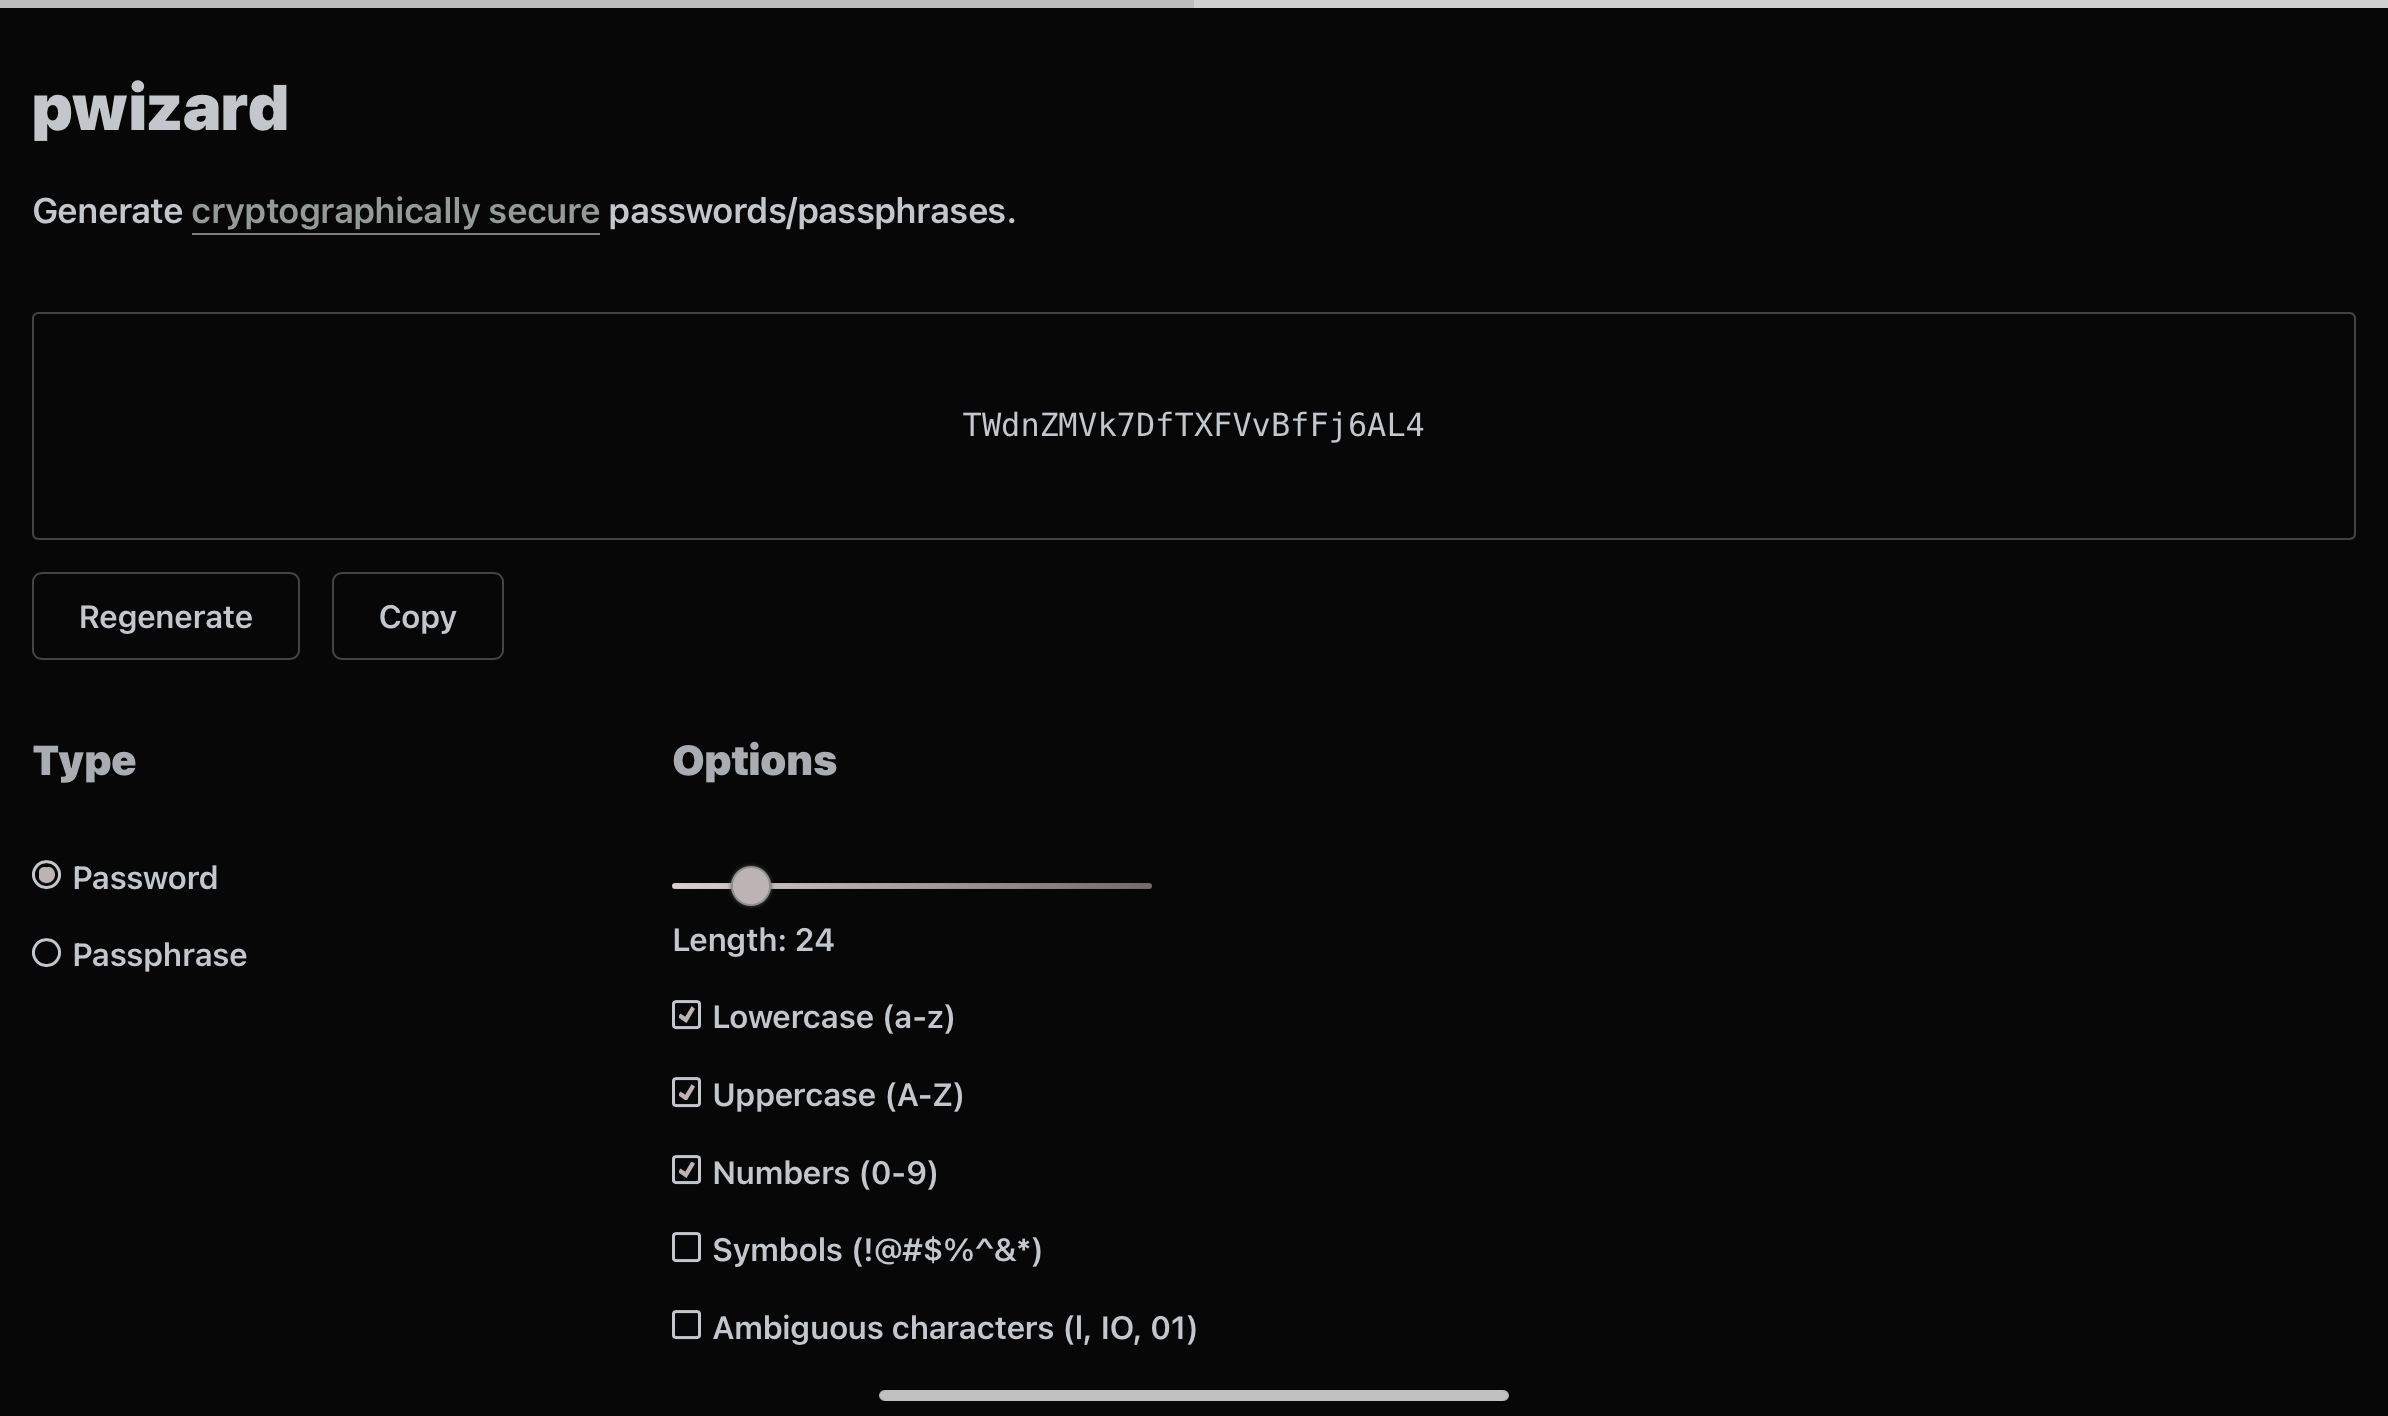 pwizard
Generate cryptographically secure passwords/passphrases.
TWdnZMVk7DfTXFVvBfFj6AL4
Regenerate
Copy
Type
Password
Passphrase
Options
Length: 24
Lowercase (a-z)
Uppercase (A-Z)
Numbers (0-9)
Symbols (!@#$%^&*)
Ambiguous characters (l, IO, 01)